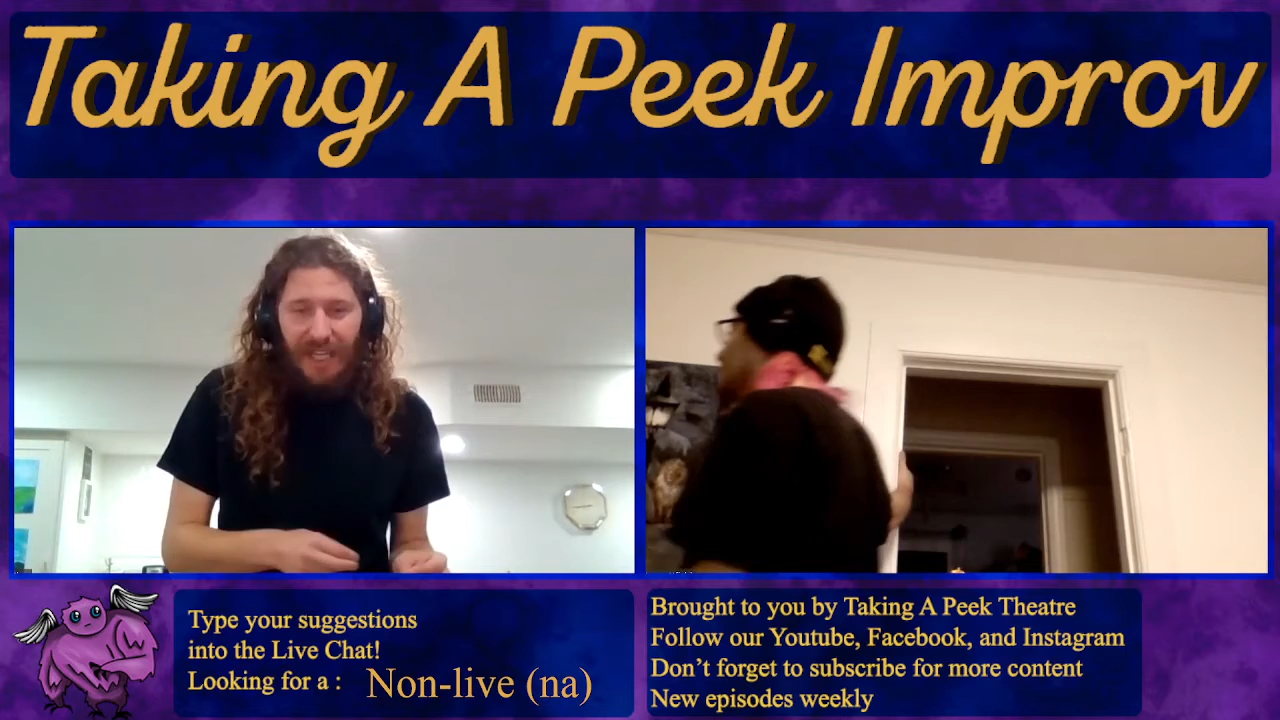 Taking A Peek Improv
Type your suggestions
into the Live Chat!
Looking for a : Non-live (na)
Brought to you by Taking A Peek Theatre
Follow our Youtube, Facebook, and Instagram
Don’t forget to subscribe for more content
New episodes weekly